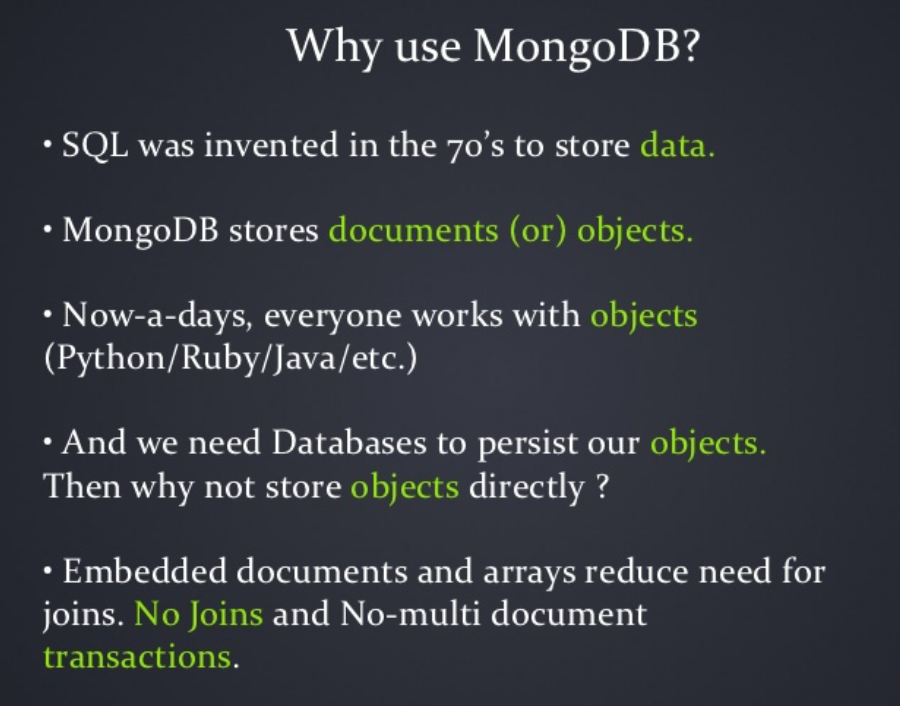 Why use MongoDB?
• SQL was invented in the 70’s to store data.
• MongoDB stores documents (or) objects.
• Now-a-days, everyone works with objects
(Python/Ruby/Java/etc.)
• And we need Databases to persist our objects.
Then why not store objects directly ?
• Embedded documents and arrays reduce need for
joins. No Joins and No-multi document
transactions.